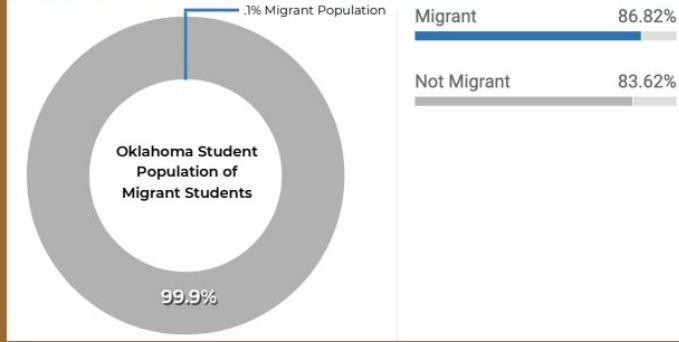 .1% Migrant Population
Oklahoma Student
Population of
Migrant Students
99.9%
Migrant 86.82%
Not Migrant 83.62%